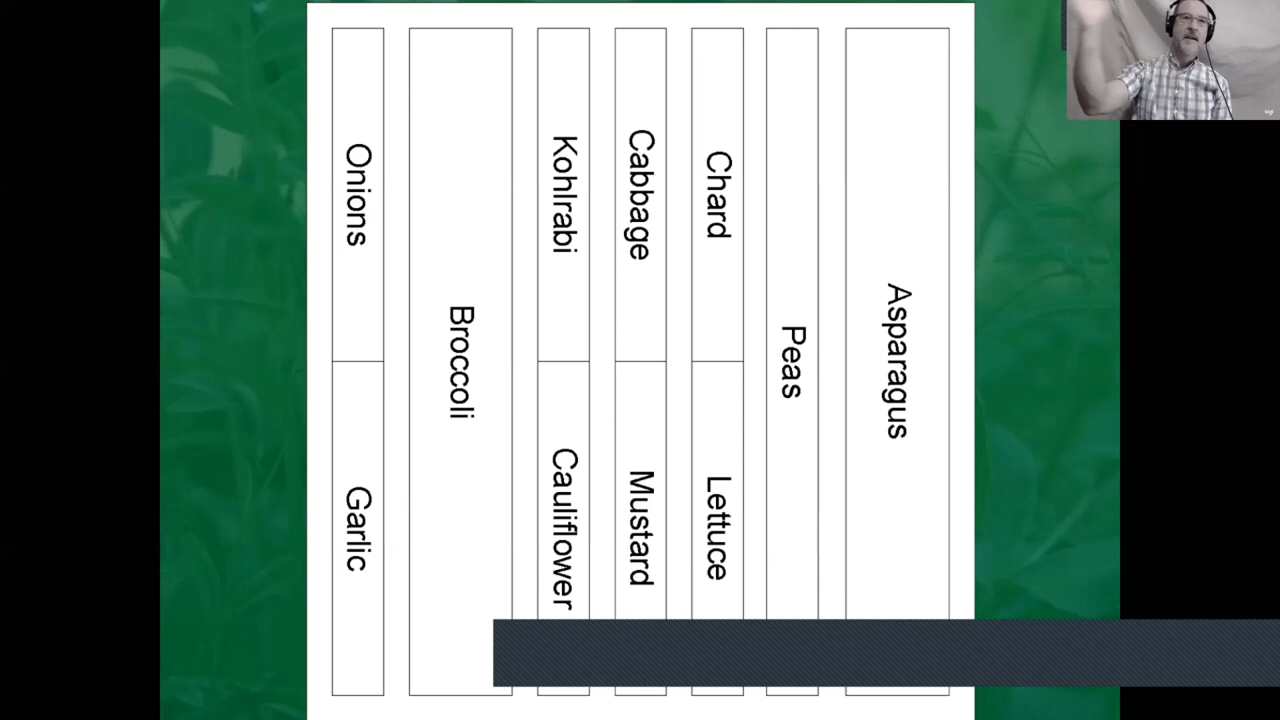 Asparagus
Peas
Chard
Lettuce
Cabbage
Mustard
Kohlrabi
Cauliflower
Broccoli
Onions
Garlic